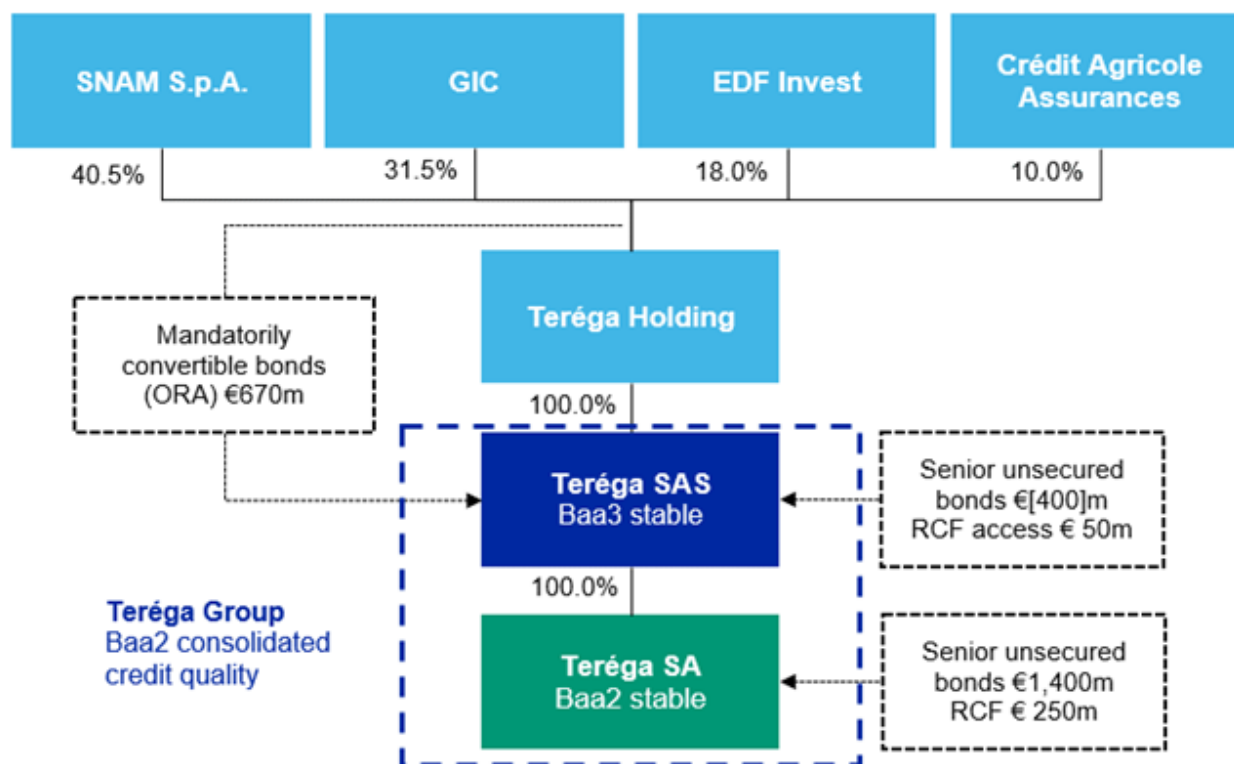 SNAM S.p.A.
GIC
EDF Invest
Crédit Agricole
Assurances
40.5%
31.5%
18.0%
10.0%
Teréga Holding
Mandatorily
convertible bonds
(ORA) €670m
100.0%
Teréga SAS
Baa3 stable
Senior unsecured
bonds €[400]m
RCF access € 50m
100.0%
Teréga Group
Baa2 consolidated
credit quality
Teréga SA
Baa2 stable
Senior unsecured
bonds €1,400m
RCF € 250m